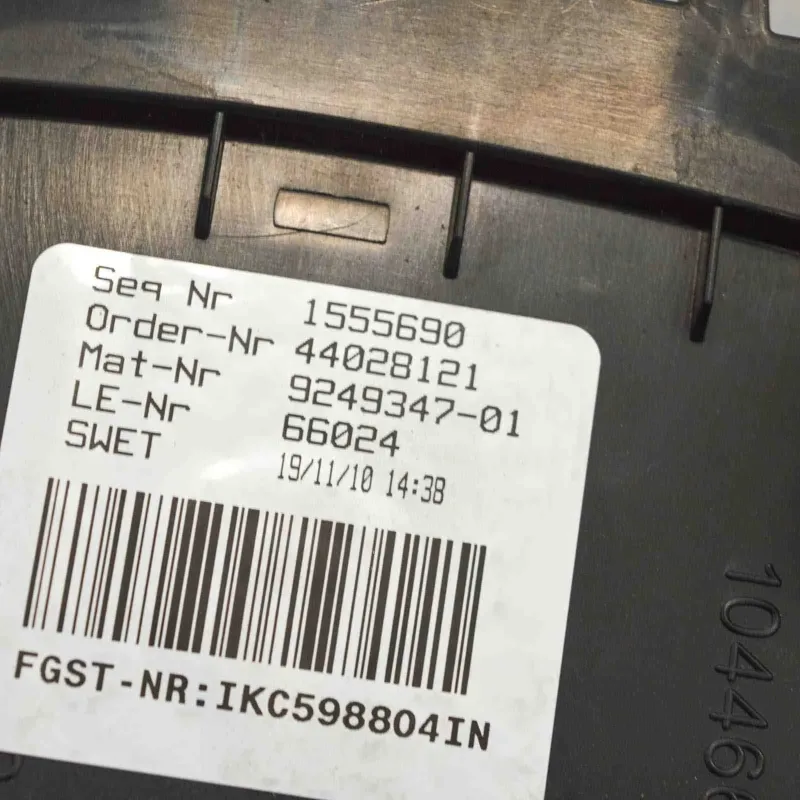 Seq Nr 1555690
Order-Nr 44028121
Mat-Nr 9249347-01
LE-Nr 66024
SWET 19/11/10 14:38
FGST-NR:IKC598804IN